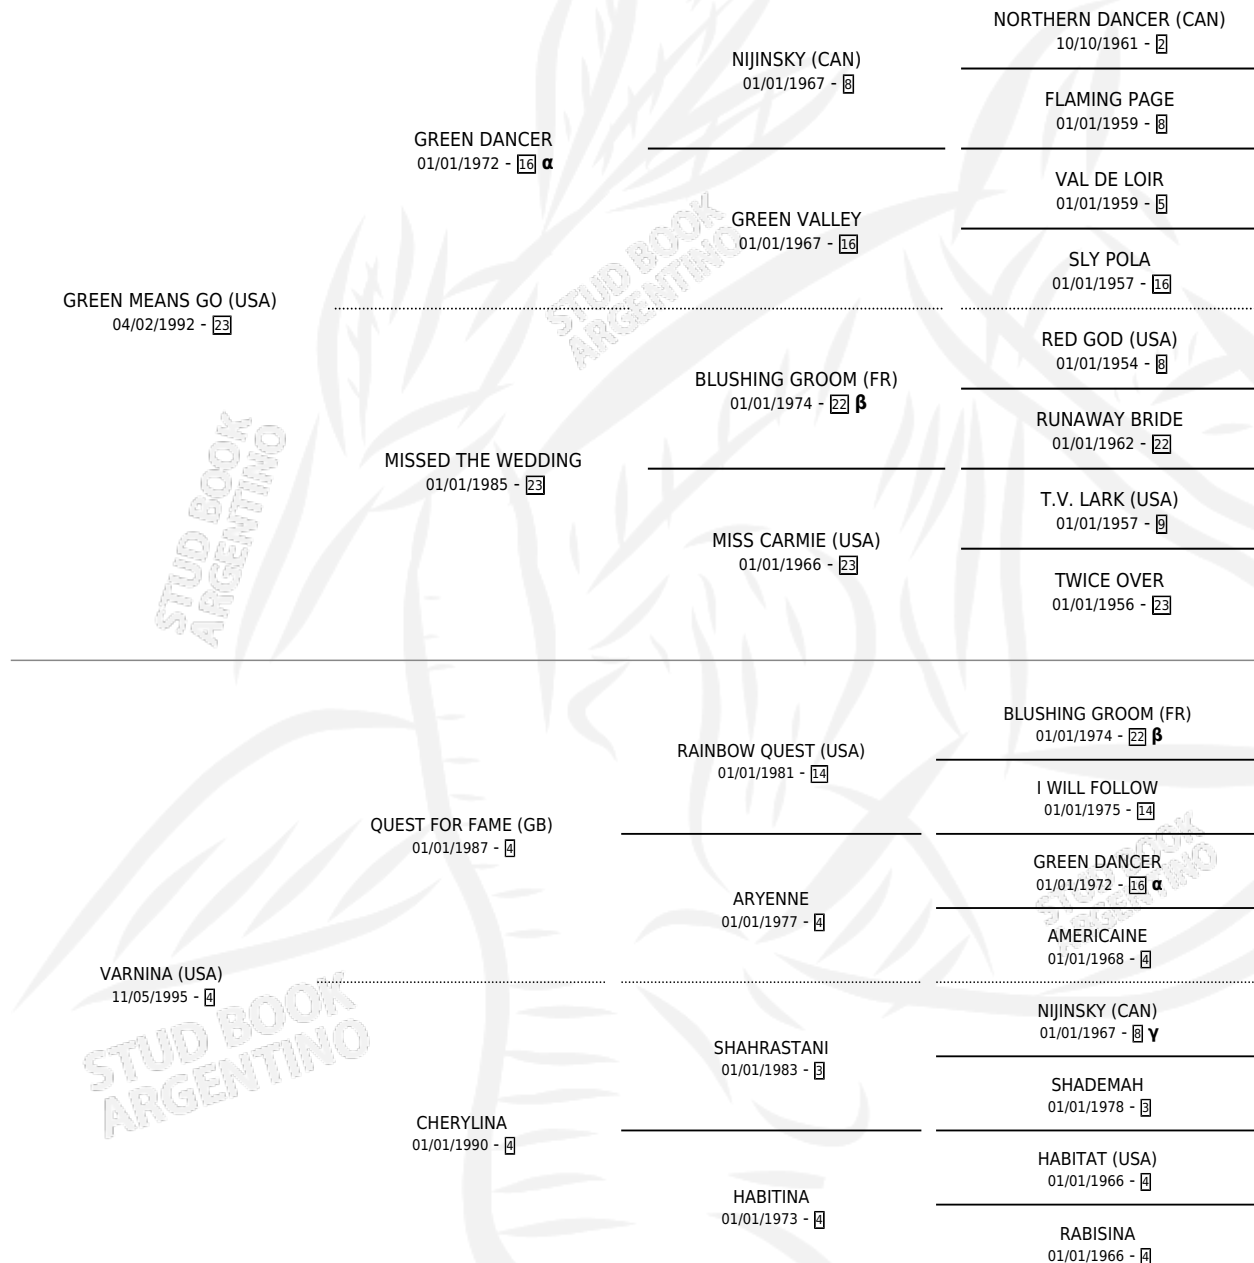 NORTHERN DANCER (CAN)
10/10/1961 - 2
NIJINSKY (CAN)
01/01/1967 - 8
FLAMING PAGE
01/01/1959 - 8
GREEN DANCER
01/01/1972 - 16 α
VAL DE LOIR
01/01/1959 - 5
GREEN VALLEY
01/01/1967 - 16
SLY POLA
01/01/1957 - 16
GREEN MEANS GO (USA)
04/02/1992 - 23
RED GOD (USA)
01/01/1954 - 8
BLUSHING GROOM (FR)
01/01/1974 - 22 β
RUNAWAY BRIDE
01/01/1962 - 22
MISSED THE WEDDING
01/01/1985 - 23
T.V. LARK (USA)
01/01/1957 - 9
MISS CARMIE (USA)
01/01/1966 - 23
TWICE OVER
01/01/1956 - 23
BLUSHING GROOM (FR)
01/01/1974 - 22 β
RAINBOW QUEST (USA)
01/01/1981 - 14
I WILL FOLLOW
01/01/1975 - 14
QUEST FOR FAME (GB)
01/01/1987 - 4
GREEN DANCER
01/01/1972 - 16 α
ARYENNE
01/01/1977 - 4
AMERICAINE
01/01/1968 - 4
VARNINA (USA)
11/05/1995 - 4
NIJINSKY (CAN)
01/01/1967 - 8 γ
SHAHRASTANI
01/01/1983 - 3
SHADEMAH
01/01/1978 - 3
CHERYLINA
01/01/1990 - 4
HABITAT (USA)
01/01/1966 - 4
HABITINA
01/01/1973 - 4
RABISINA
01/01/1966 - 4
STUD BOOK
ARGENTINO
STUD BOOK
ARGENTINO
STUD BOOK
ARGENTINO
STUD BOOK
ARGENTINO